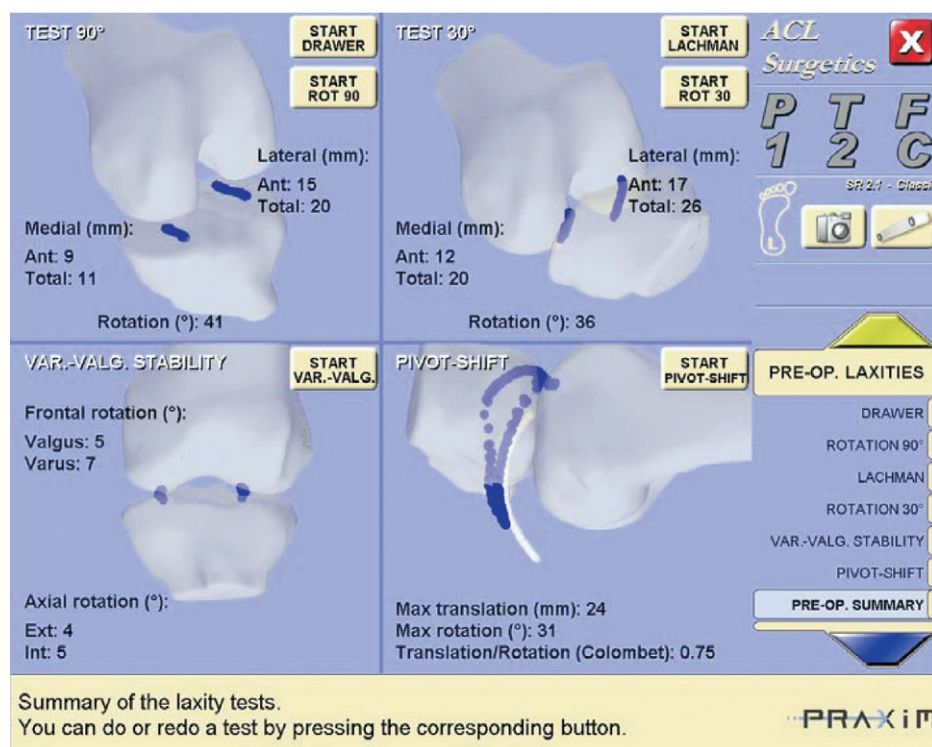 TEST 90°
START
DRAWER
START
ROT 90
Lateral (mm):
Ant: 15
Total: 20
Medial (mm):
Ant: 9
Total: 11
Rotation (°): 41
TEST 30°
START
LACHMAN
START
ROT 30
Lateral (mm):
Ant: 17
Total: 26
Medial (mm):
Ant: 12
Total: 20
Rotation (°): 36
VAR.-VALG. STABILITY
START
VAR.-VALG.
Frontal rotation (°):
Valgus: 5
Varus: 7
Axial rotation (°):
Ext: 4
Int: 5
PIVOT-SHIFT
START
PIVOT-SHIFT
Max translation (mm): 24
Max rotation (°): 31
Translation/Rotation (Colombet): 0.75
ACL
Surgetics
X
P T F
1 2 C
SR 2.1 - Classi
L
PRE-OP. LAXITIES
DRAWER
ROTATION 90°
LACHMAN
ROTATION 30°
VAR.-VALG. STABILITY
PIVOT-SHIFT
PRE-OP. SUMMARY
Summary of the laxity tests.
You can do or redo a test by pressing the corresponding button.
PRAXiM